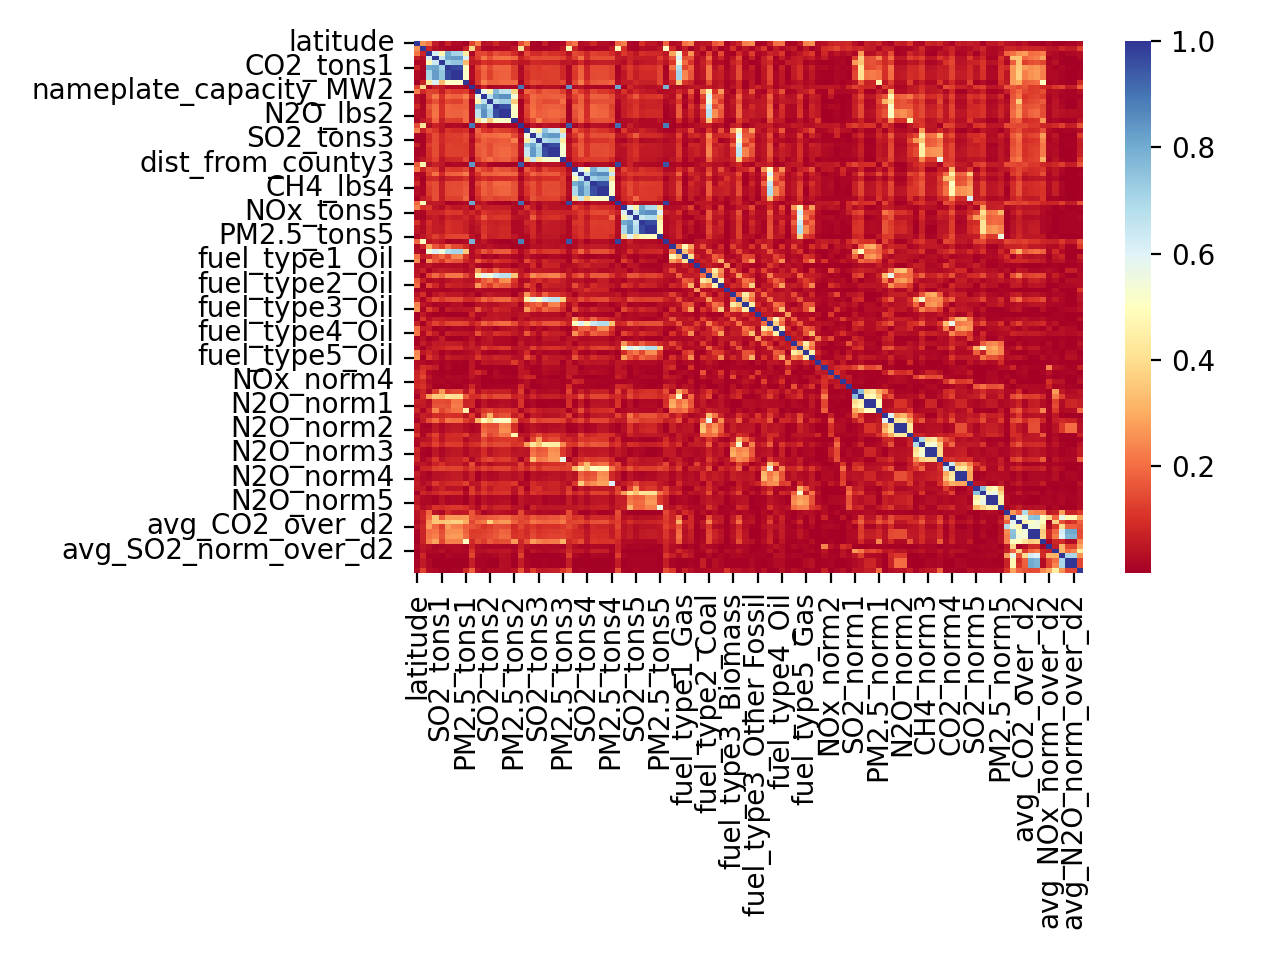 latitude
CO2_tons1
nameplate_capacity_MW2
N2O_lbs2
SO2_tons3
dist_from_county3
CH4_lbs4
NOx_tons5
PM2.5_tons5
fuel_type1_Oil
fuel_type2_Oil
fuel_type3_Oil
fuel_type4_Oil
fuel_type5_Oil
NOx_norm4
N2O_norm1
N2O_norm2
N2O_norm3
N2O_norm4
N2O_norm5
avg_CO2_over_d2
avg_SO2_norm_over_d2
latitude
SO2_tons1
PM2.5_tons1
SO2_tons2
PM2.5_tons2
SO2_tons3
PM2.5_tons3
SO2_tons4
PM2.5_tons4
SO2_tons5
PM2.5_tons5
fuel_type1_Gas
fuel_type2_Coal
fuel_type3_Biomass
fuel_type3_Other Fossil
fuel_type4_Oil
fuel_type5_Gas
NOx_norm2
SO2_norm1
PM2.5_norm1
N2O_norm2
CH4_norm3
CO2_norm4
SO2_norm5
PM2.5_norm5
avg_CO2_over_d2
avg_NOx_norm_over_d2
avg_N2O_norm_over_d2
1.0
0.8
0.6
0.4
0.2